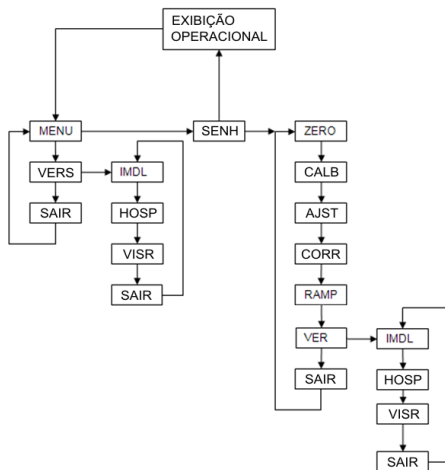 EXIBIÇÃO
OPERACIONAL
MENU
SENH
ZERO
VERS
IMDL
CALB
SAIR
HOSP
AJST
VISR
CORR
SAIR
RAMP
VER
IMDL
SAIR
HOSP
VISR
SAIR